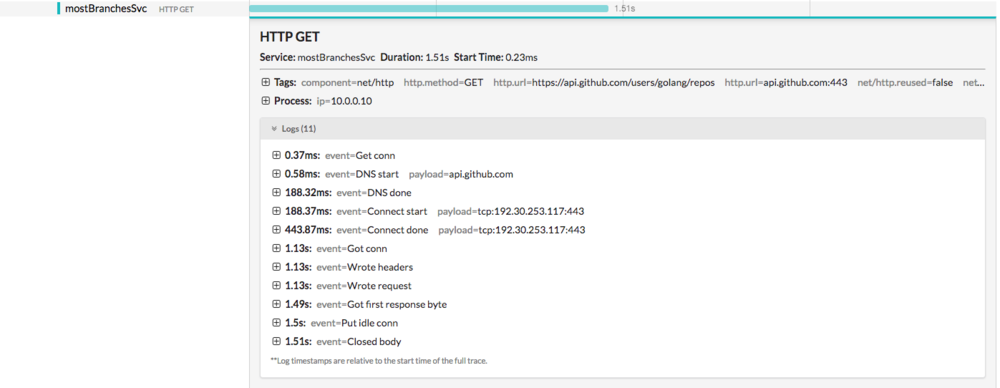 mostBranchesSvc HTTP GET 1.51s
HTTP GET
Service: mostBranchesSvc Duration: 1.51s Start Time: 0.23ms
Tags: component=net/http http.method=GET http.url=https://api.github.com/users/golang/repos http.url=api.github.com:443 net/http.reused=false net...
Process: ip=10.0.0.10
Logs (11)
0.37ms: event=Get conn
0.58ms: event=DNS start payload=api.github.com
188.32ms: event=DNS done
188.37ms: event=Connect start payload=tcp:192.30.253.117:443
443.87ms: event=Connect done payload=tcp:192.30.253.117:443
1.13s: event=Got conn
1.13s: event=Wrote headers
1.13s: event=Wrote request
1.49s: event=Got first response byte
1.5s: event=Put idle conn
1.51s: event=Closed body
**Log timestamps are relative to the start time of the full trace.